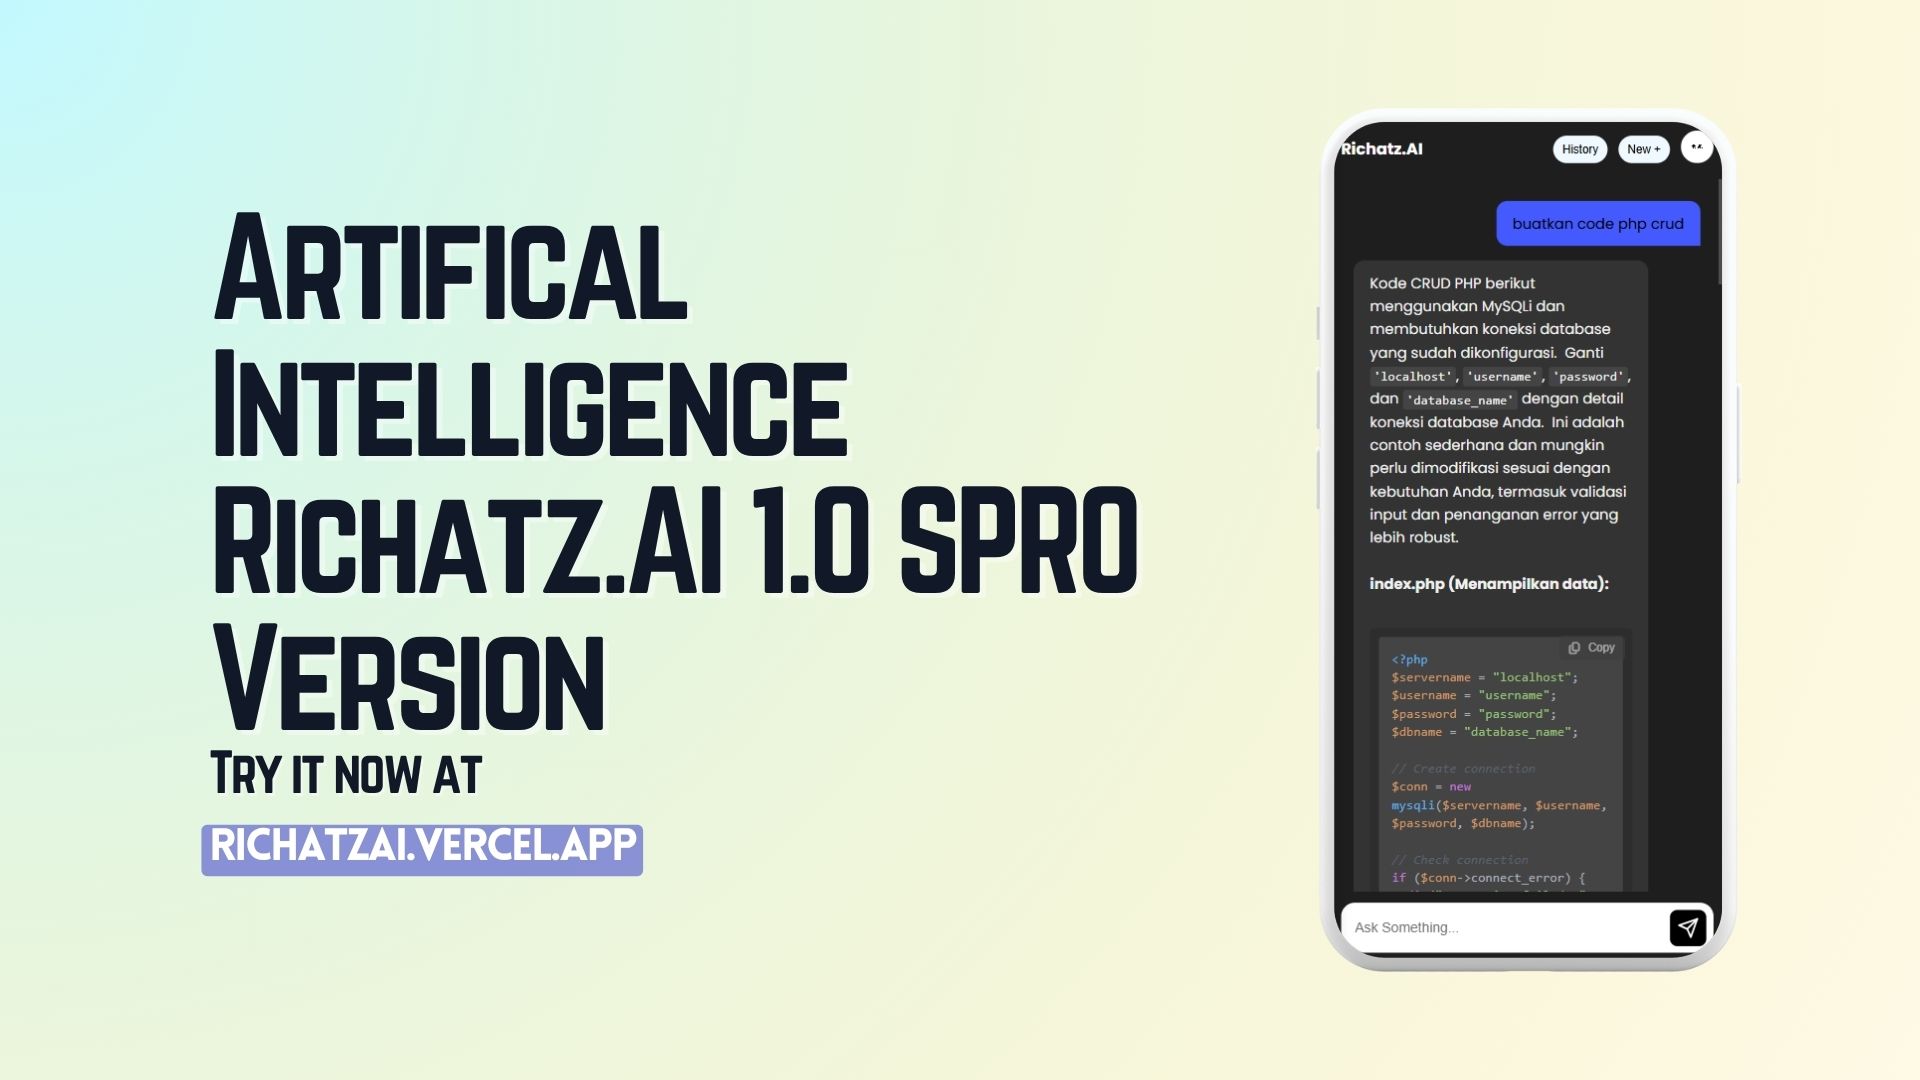 Artifical
Intelligence
Richatz.AI 1.0 SPRO
Version
Try it now at
RICHATZAI.VERCEL.APP
Richatz.AI
History
New +
buatkan code php crud
Kode CRUD PHP berikut
menggunakan MySQLi dan
membutuhkan koneksi database
yang sudah dikonfigurasi. Ganti
'localhost', 'username', 'password',
dan 'database_name' dengan detail
koneksi database Anda. Ini adalah
contoh sederhana dan mungkin
perlu dimodifikasi sesuai dengan
kebutuhan Anda, termasuk validasi
input dan penanganan error yang
lebih robust.
index.php (Menampilkan data):
Copy
<?php
$servername = "localhost";
$username = "username";
$password = "password";
$dbname = "database_name";
// Create connection
$conn = new
mysqli($servername, $username,
$password, $dbname);
// Check connection
if ($conn->connect_error) {
Ask Something...